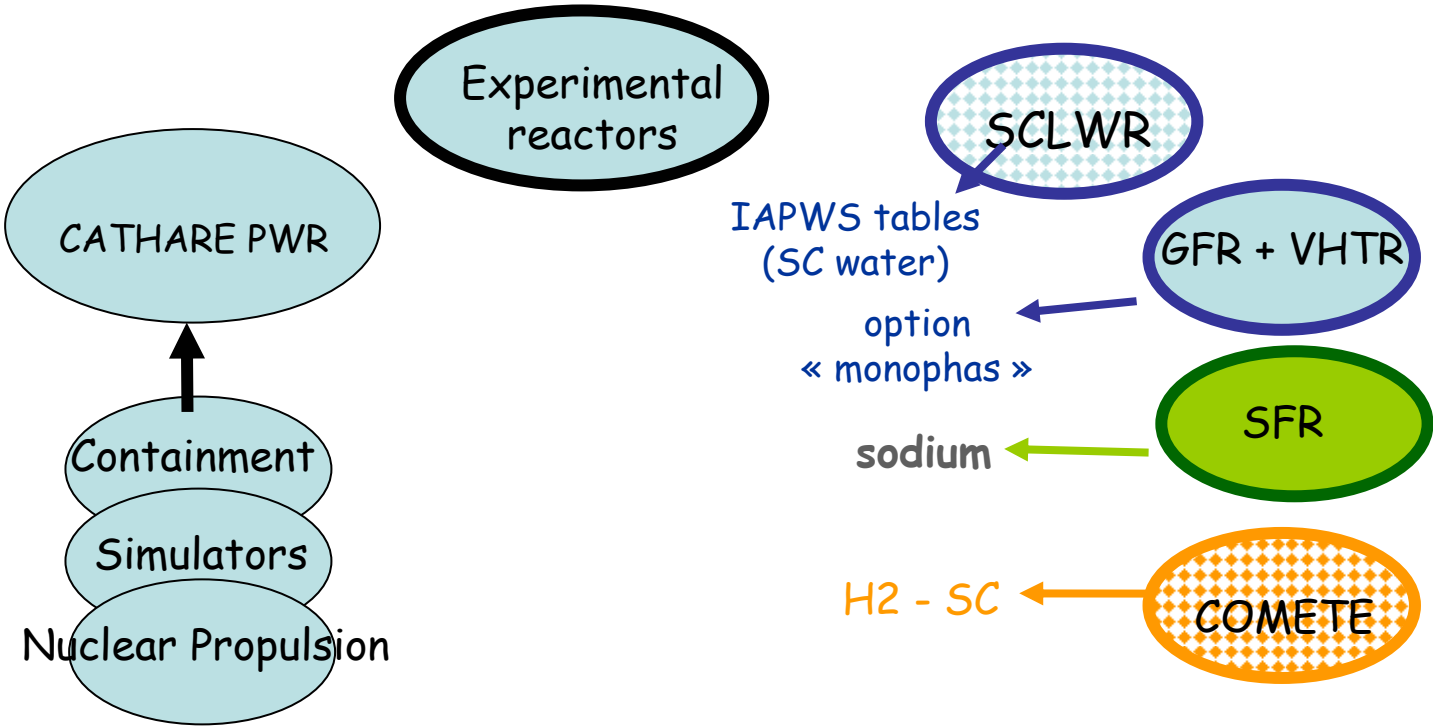 Experimental
reactors
SCLWR
CATHARE PWR
IAPWS tables
(SC water)
GFR + VHTR
option
« monophas »
SFR
sodium
Containment
Simulators
H2 - SC
COMETE
Nuclear Propulsion